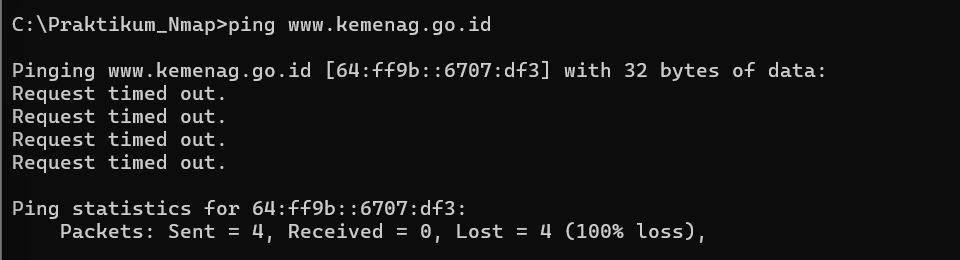 C:\Praktikum_Nmap>ping www.kemenag.go.id
Pinging www.kemenag.go.id [64:ff9b::6707:df3] with 32 bytes of data:
Request timed out.
Request timed out.
Request timed out.
Request timed out.
Ping statistics for 64:ff9b::6707:df3:
    Packets: Sent = 4, Received = 0, Lost = 4 (100% loss),